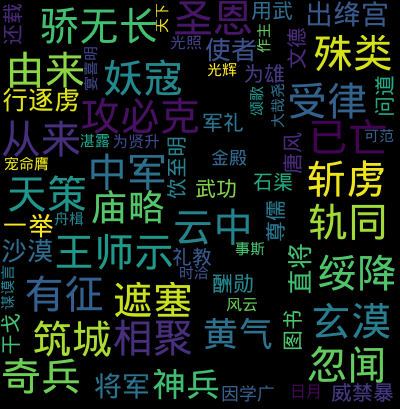 还载
骄无长
天下
圣恩
用武
出绛宫
光照
使者
作主
文德
殊类
由来
宴喜明
妖寇
光辉
为雄
颂歌
大哉尧
受律
问道
行逐虏
攻必克
军礼
从来
湛露
为贤升
唐风
已亡
可范
宠命膺
中军
饮至明
金殿
斩虏
天策
庙略
武功
石渠
一举
舟楫
云中
尊儒
轨同
沙漠
王师示
礼教
事斯
时洽
直将
绥降
谋谟言
有征
遮塞
酬勋
风云
玄漠
干戈
筑城
相聚
黄气
图书
忽闻
奇兵
将军
神兵
因学广
日月
威禁暴